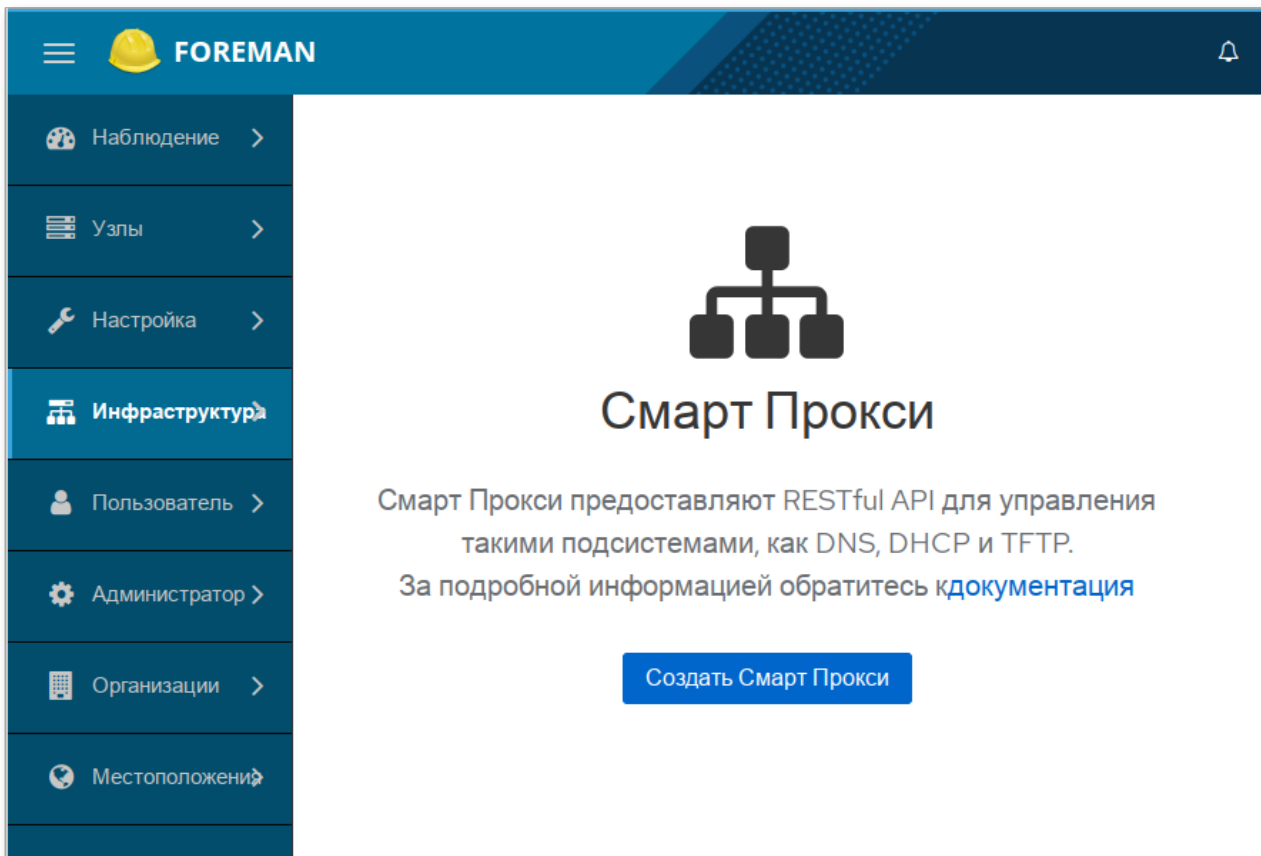 FOREMAN
Наблюдение
Узлы
Настройка
Инфраструктура
Пользователь
Администратор
Организации
Местоположения
Смарт Прокси
Смарт Прокси предоставляют RESTful API для управления
такими подсистемами, как DNS, DHCP и TFTP.
За подробной информацией обратитесь кдокументация
Создать Смарт Прокси